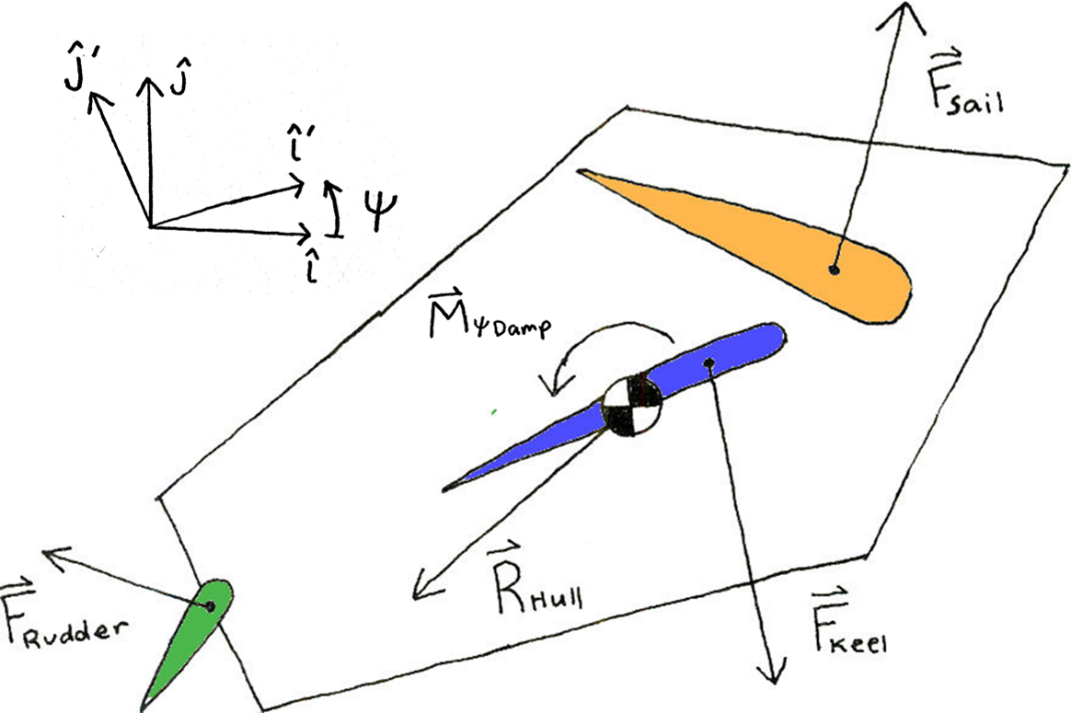 ĵ′ ĵ
F⃗Sail
î′
ψ
î
M⃗ψDamp
R⃗Hull
F⃗Rudder
F⃗Keel